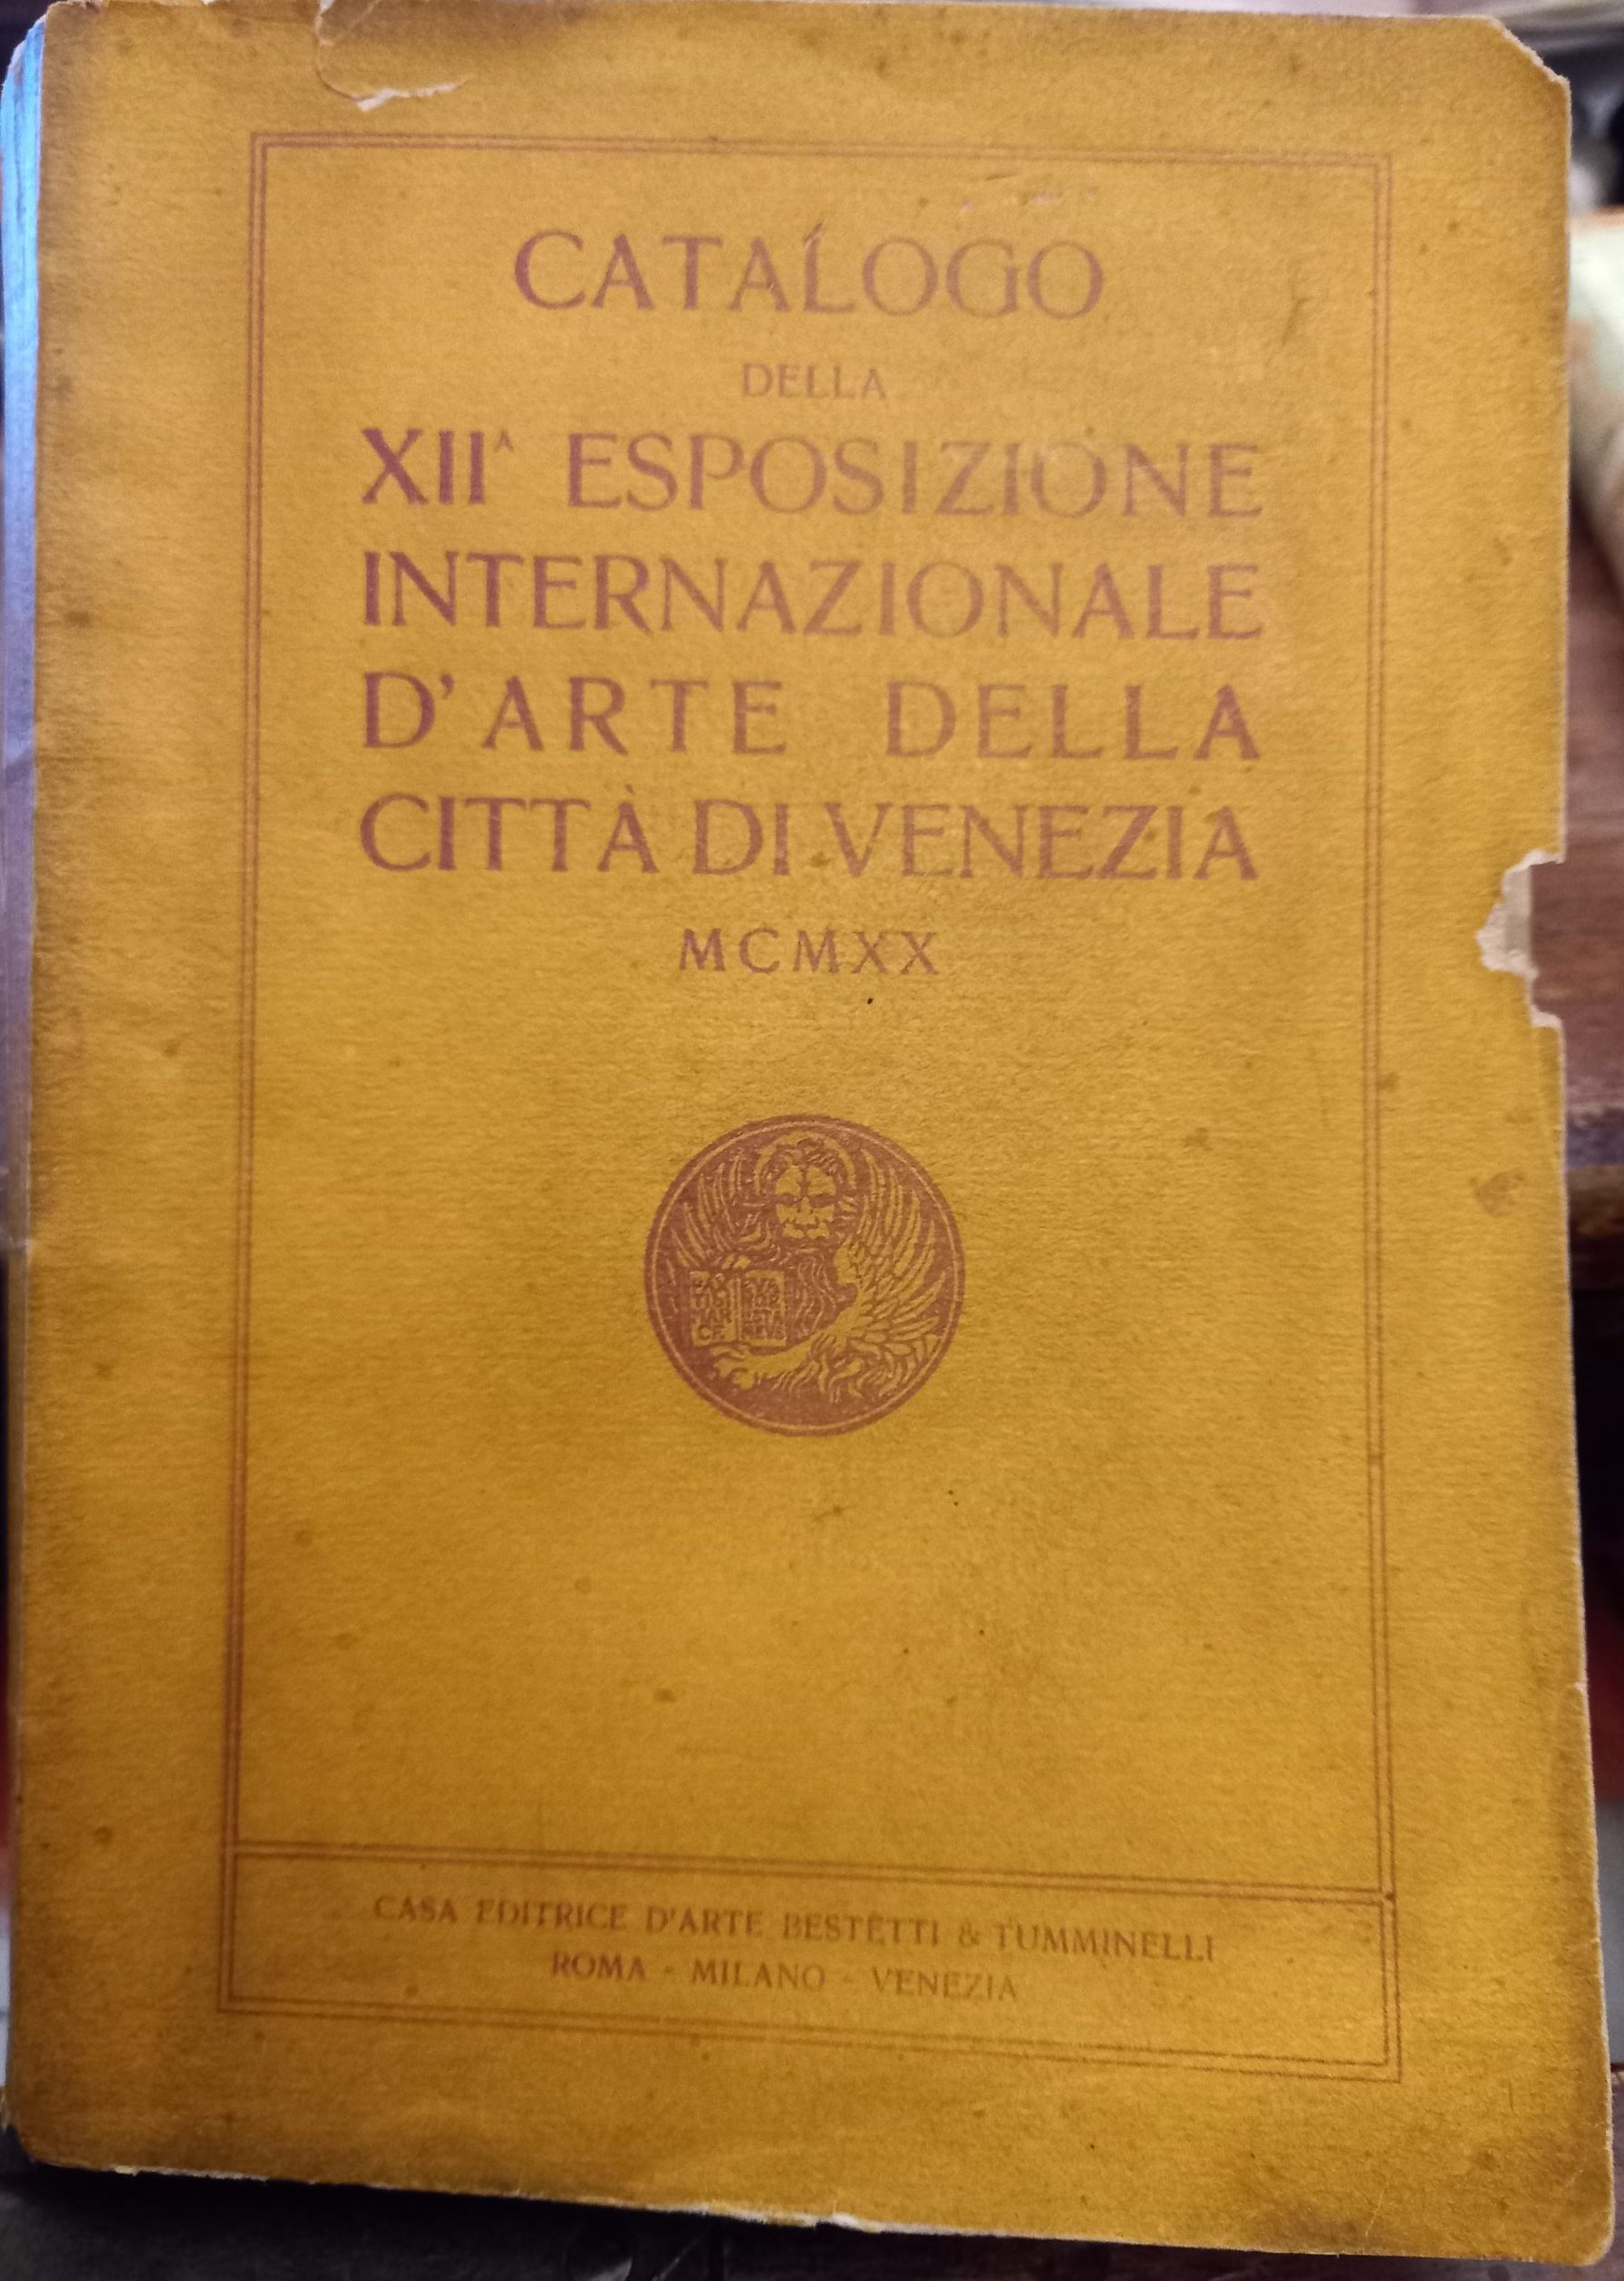 CATALOGO
DELLA
XIIᴬ ESPOSIZIONE
INTERNAZIONALE
D'ARTE DELLA
CITTÀ DI VENEZIA
MCMXX
CASA EDITRICE D'ARTE BESTETTI & TUMMINELLI
ROMA - MILANO - VENEZIA